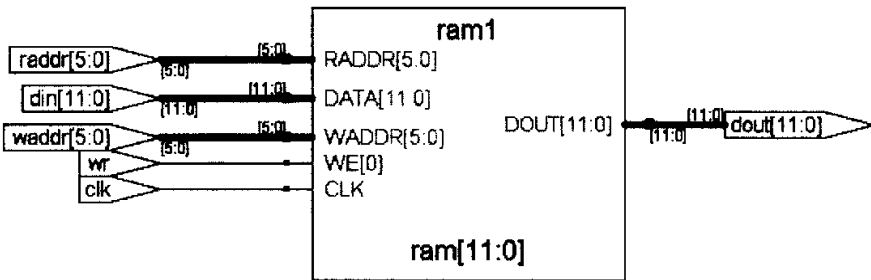 ram1
raddr[5:0]
[5:0]
[5:0]
RADDR[5:0]
din[11:0]
[11:0]
[11:0]
DATA[11 0]
waddr[5:0]
[5:0]
[5:0]
WADDR[5:0]
wr
WE[0]
clk
CLK
DOUT[11:0]
[11:0]
[11:0]
dout[11:0]
ram[11:0]